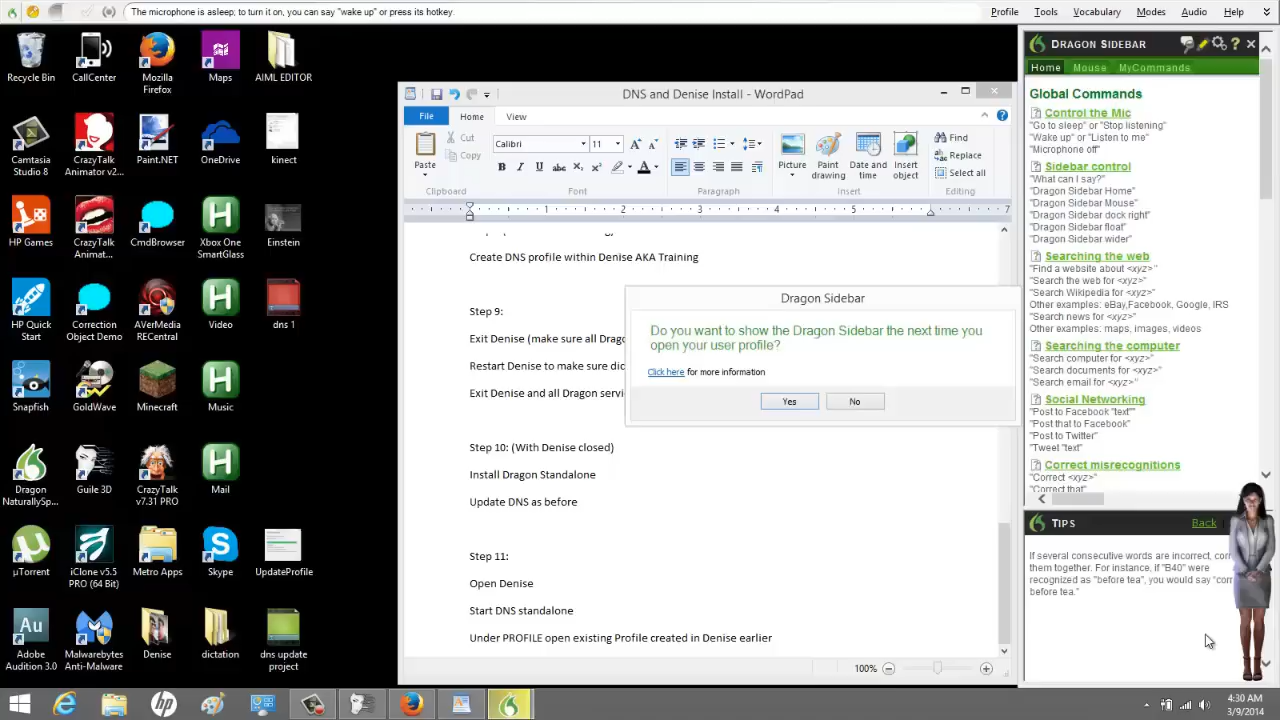 The microphone is asleep; to turn it on, you can say "wake up" or press its hotkey.
Profile
Tools
Vocabulary
Modes
Audio
Help
Recycle Bin
CallCenter
Mozilla
Firefox
Maps
AIML EDITOR
Camtasia
Studio 8
CrazyTalk
Animator v2...
Paint.NET
OneDrive
kinect
HP Games
CrazyTalk
Animat...
CmdBrowser
Xbox One
SmartGlass
Einstein
HP Quick
Start
Correction
Object Demo
AVerMedia
RECentral
Video
dns 1
Snapfish
GoldWave
Minecraft
Music
Dragon
NaturallySp...
Guile 3D
CrazyTalk
v7.31 PRO
Mail
µTorrent
iClone v5.5
PRO (64 Bit)
Metro Apps
Skype
UpdateProfile
Adobe
Audition 3.0
Malwarebytes
Anti-Malware
Denise
dictation
dns update
project
DNS and Denise Install - WordPad
File
Home
View
Paste
Cut
Copy
Clipboard
Calibri
11
Font
Paragraph
Picture
Paint
drawing
Date and
time
Insert
object
Insert
Find
Replace
Select all
Editing
1 2 3 4 5 7
Create DNS profile within Denise AKA Training
Step 9:
Exit Denise (make sure all Drago
Restart Denise to make sure dic
Exit Denise and all Dragon servi
Step 10: (With Denise closed)
Install Dragon Standalone
Update DNS as before
Step 11:
Open Denise
Start DNS standalone
Under PROFILE open existing Profile created in Denise earlier
100%
Dragon Sidebar
Do you want to show the Dragon Sidebar the next time you
open your user profile?
Click here for more information
Yes
No
DRAGON SIDEBAR
Home
Mouse
MyCommands
Global Commands
Control the Mic
"Go to sleep" or "Stop listening"
"Wake up" or "Listen to me"
"Microphone off"
Sidebar control
"What can I say?"
"Dragon Sidebar Home"
"Dragon Sidebar Mouse"
"Dragon Sidebar dock right"
"Dragon Sidebar float"
"Dragon Sidebar wider"
Searching the web
"Find a website about <xyz> "
"Search the web for <xyz>"
"Search Wikipedia for <xyz>"
Other examples: eBay,Facebook, Google, IRS
"Search news for <xyz>"
Other examples: maps, images, videos
Searching the computer
"Search computer for <xyz>"
"Search documents for <xyz>"
"Search email for <xyz>"
Social Networking
"Post to Facebook "text""
"Post that to Facebook"
"Post to Twitter"
"Tweet "text"
Correct misrecognitions
"Correct <xyz>"
"Correct that"
TIPS
Back
If several consecutive words are incorrect, corr
them together. For instance, if "B40" were
recognized as "before tea", you would say "corr
before tea."
4:30 AM
3/9/2014